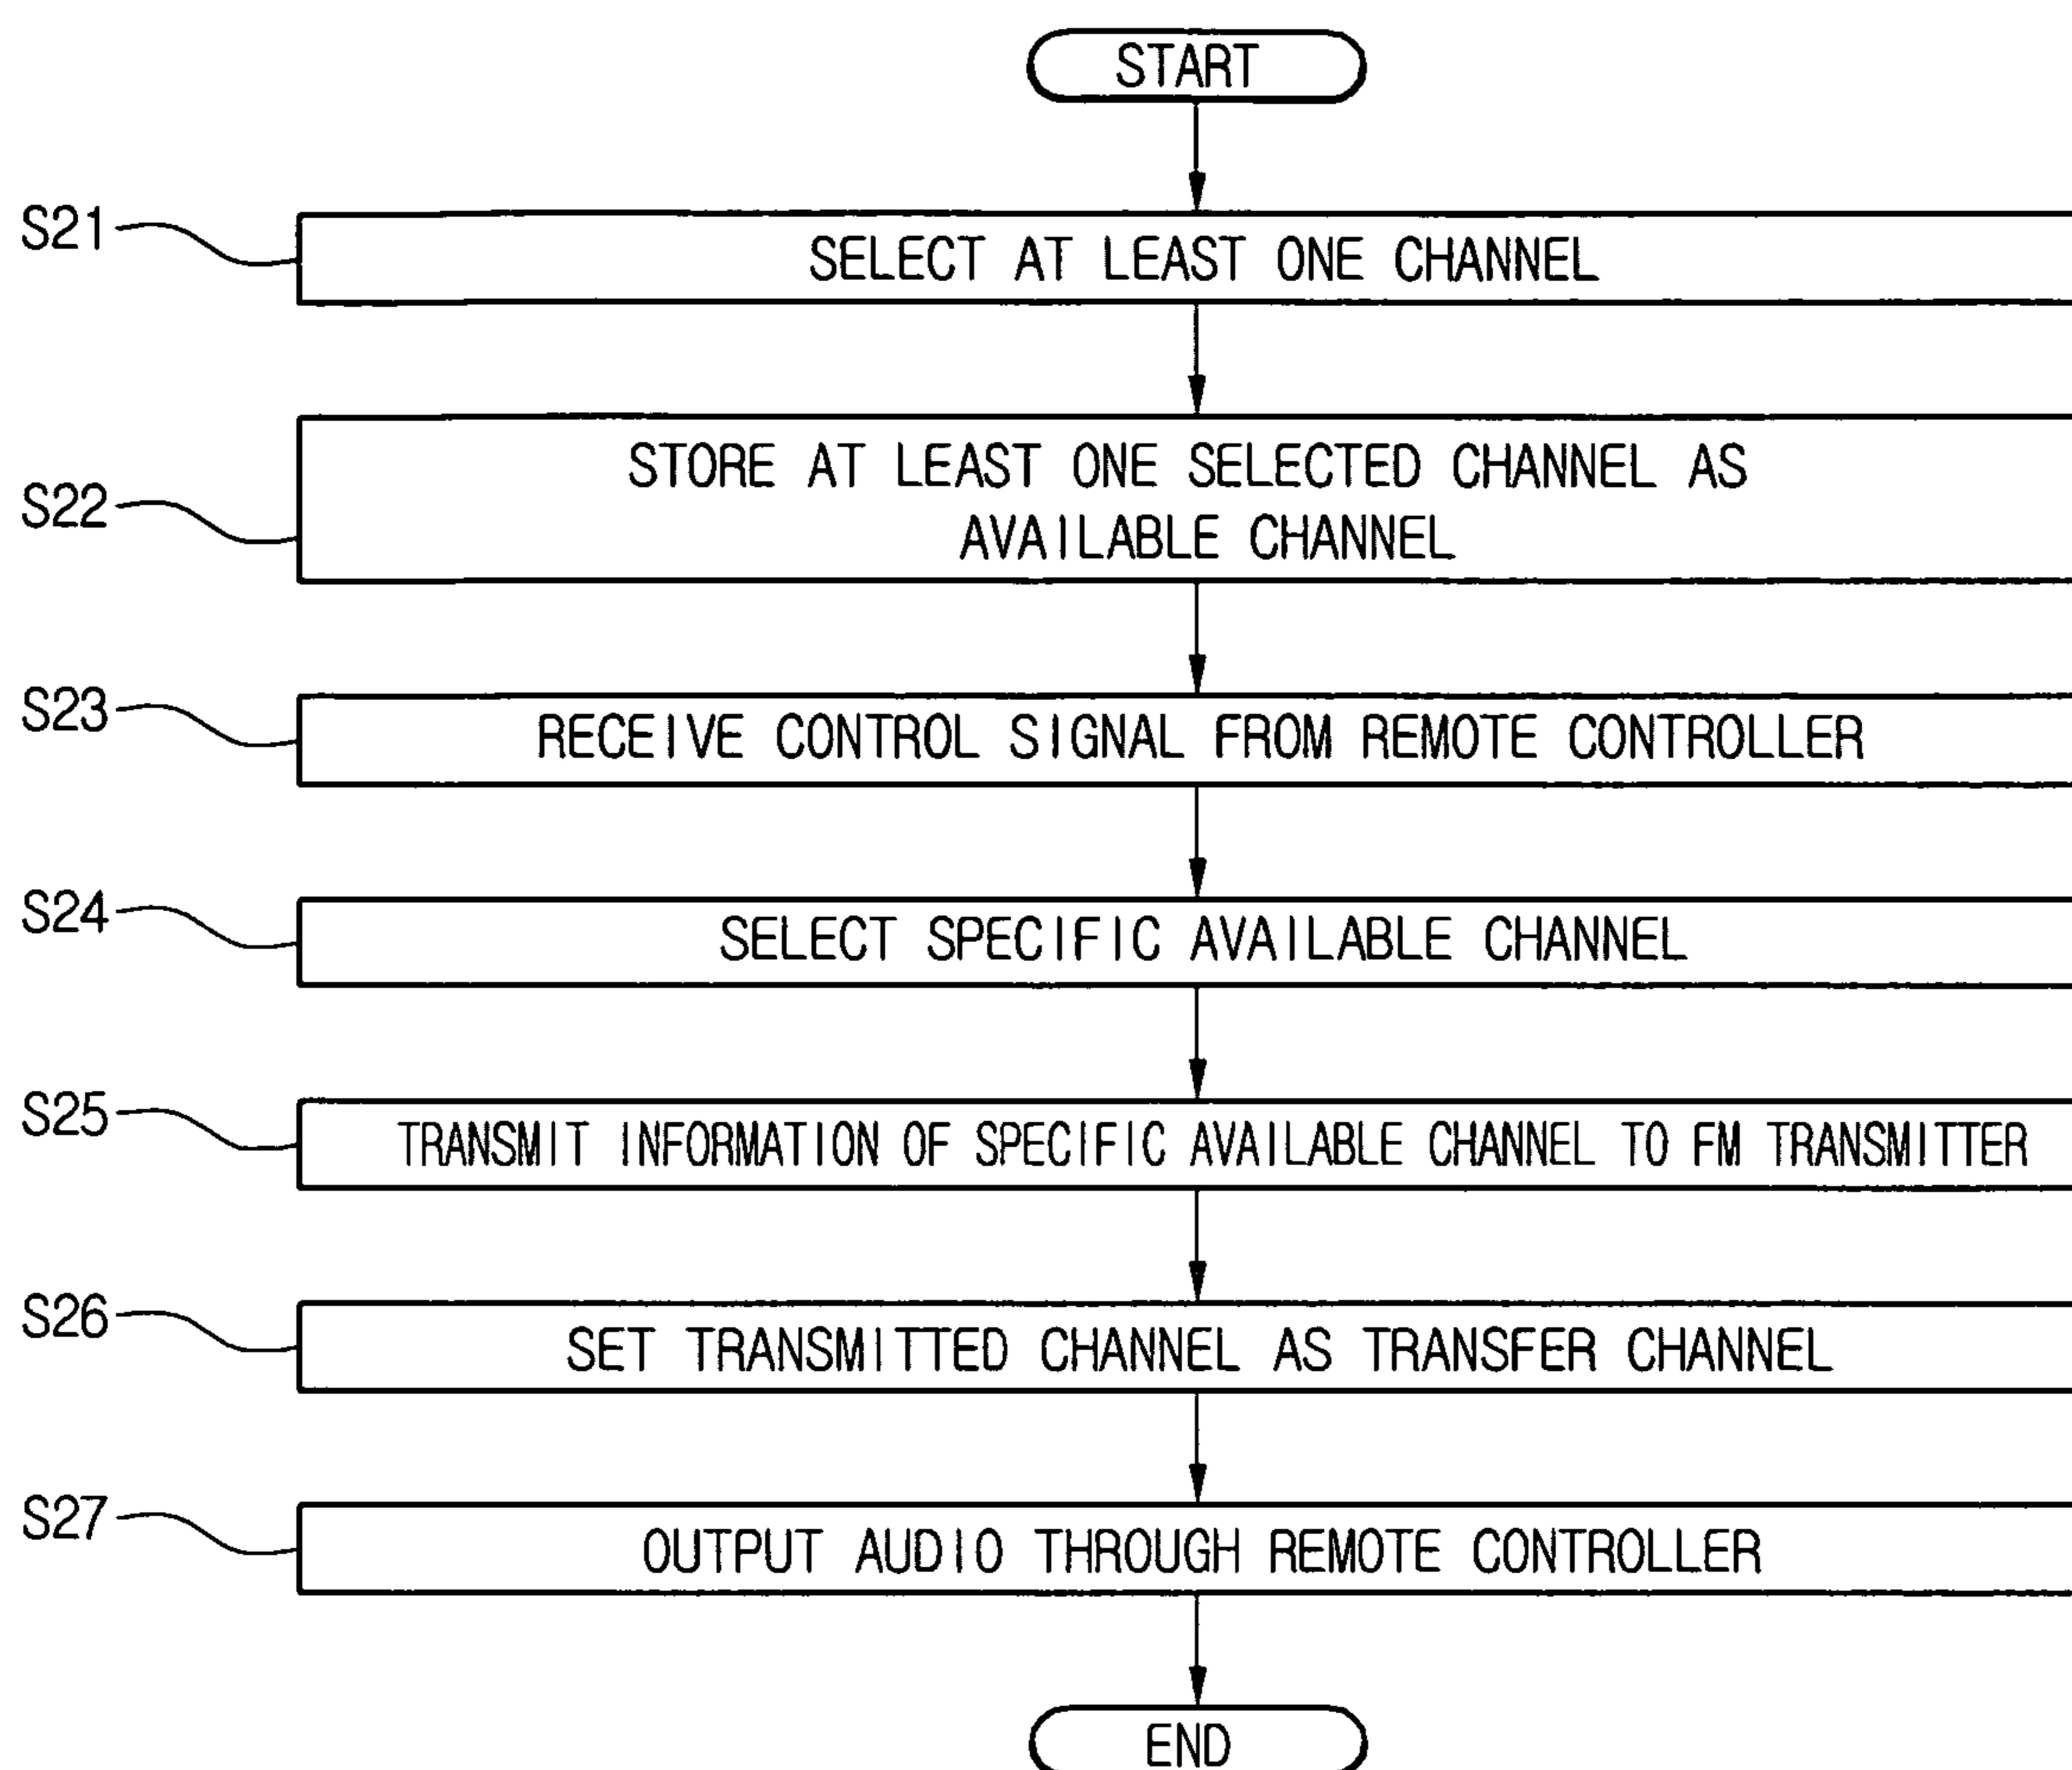 START
S21
SELECT AT LEAST ONE CHANNEL
S22
STORE AT LEAST ONE SELECTED CHANNEL AS
AVAILABLE CHANNEL
S23
RECEIVE CONTROL SIGNAL FROM REMOTE CONTROLLER
S24
SELECT SPECIFIC AVAILABLE CHANNEL
S25
TRANSMIT INFORMATION OF SPECIFIC AVAILABLE CHANNEL TO FM TRANSMITTER
S26
SET TRANSMITTED CHANNEL AS TRANSFER CHANNEL
S27
OUTPUT AUDIO THROUGH REMOTE CONTROLLER
END